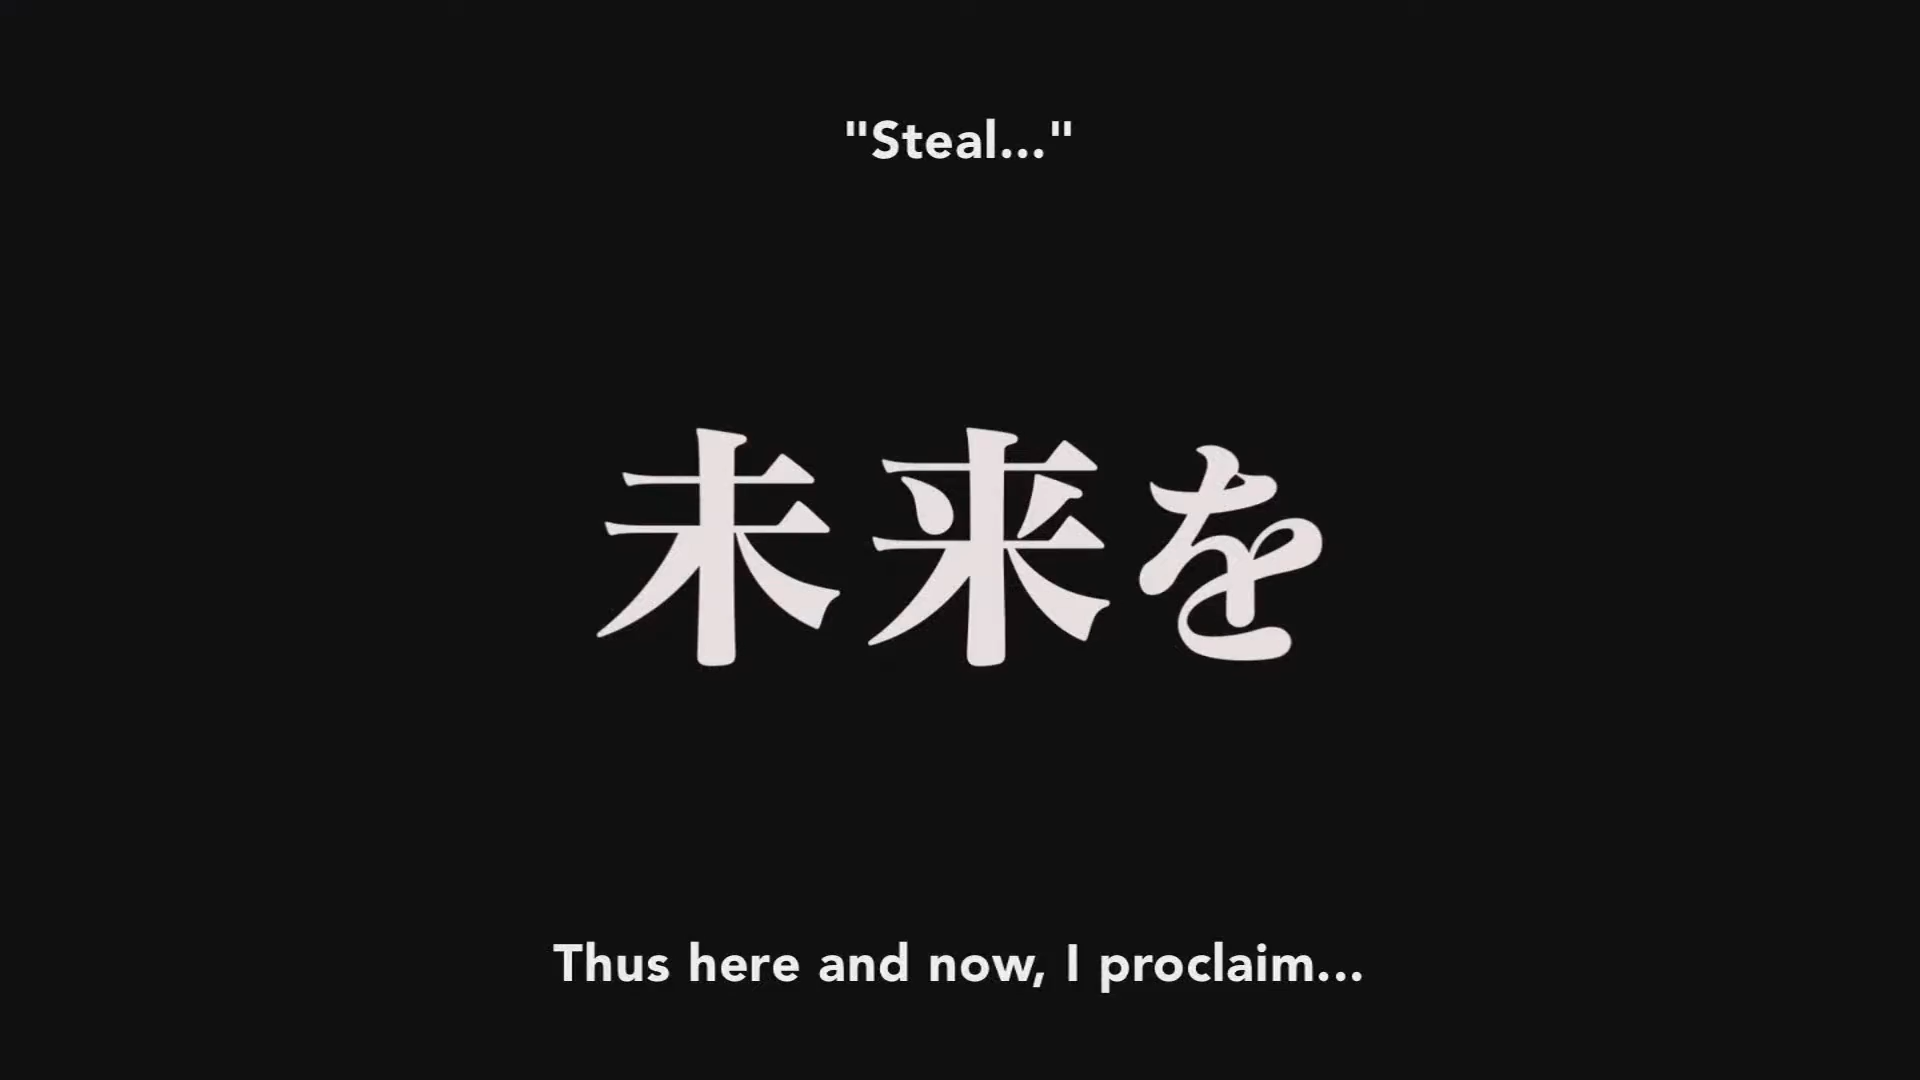 "Steal..."
未来を
Thus here and now, I proclaim...